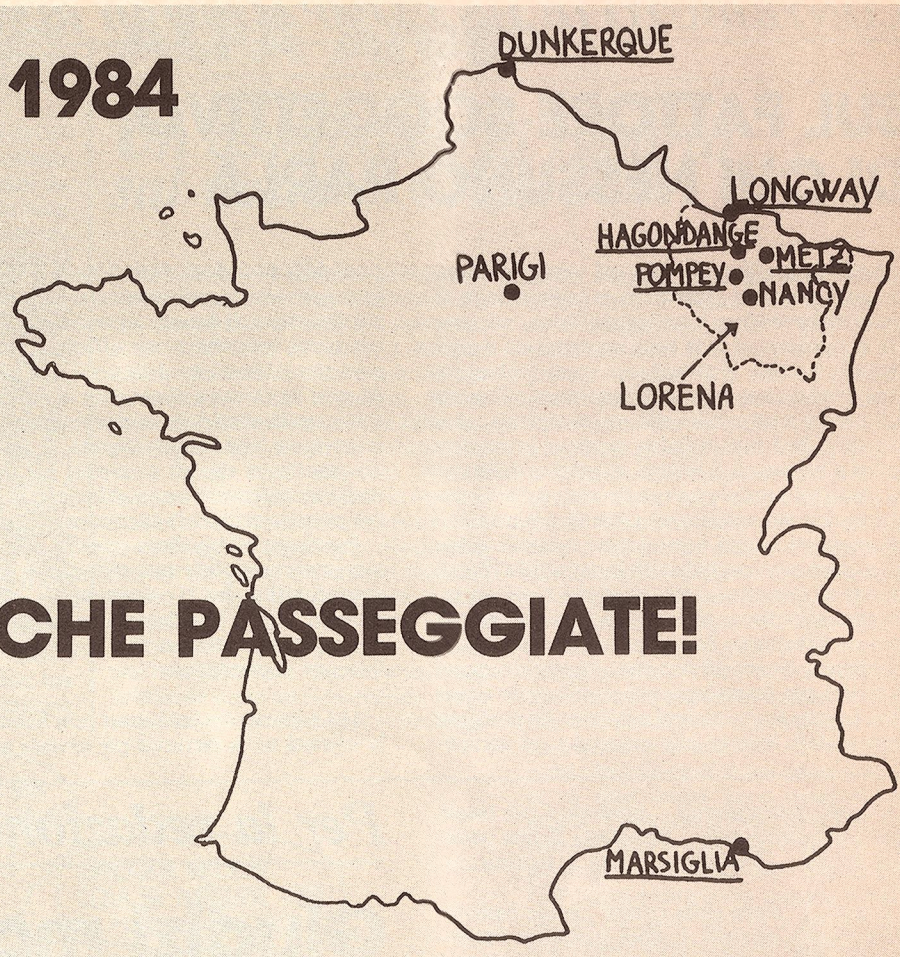 DUNKERQUE
1984
LONGWAY
HAGONDANGE
METZ
PARIGI
POMPEY
NANCY
LORENA
CHE PASSEGGIATE!
MARSIGLIA